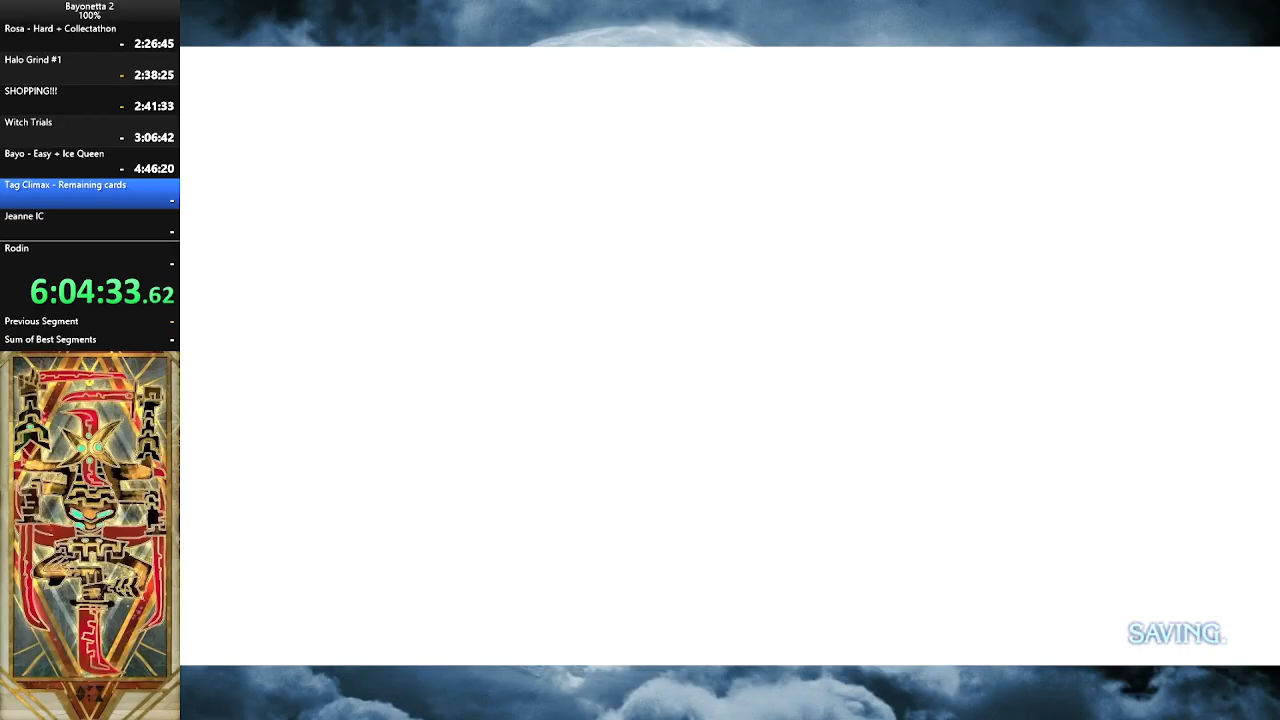 Bayonetta 2
100%
Rosa - Hard + Collectathon
- 2:26:45
Halo Grind #1
- 2:38:25
SHOPPING!!!
- 2:41:33
Witch Trials
- 3:06:42
Bayo - Easy + Ice Queen
- 4:46:20
Tag Climax - Remaining cards
-
Jeanne IC
-
Rodin
-
6:04:33.62
Previous Segment -
Sum of Best Segments -
SAVING.